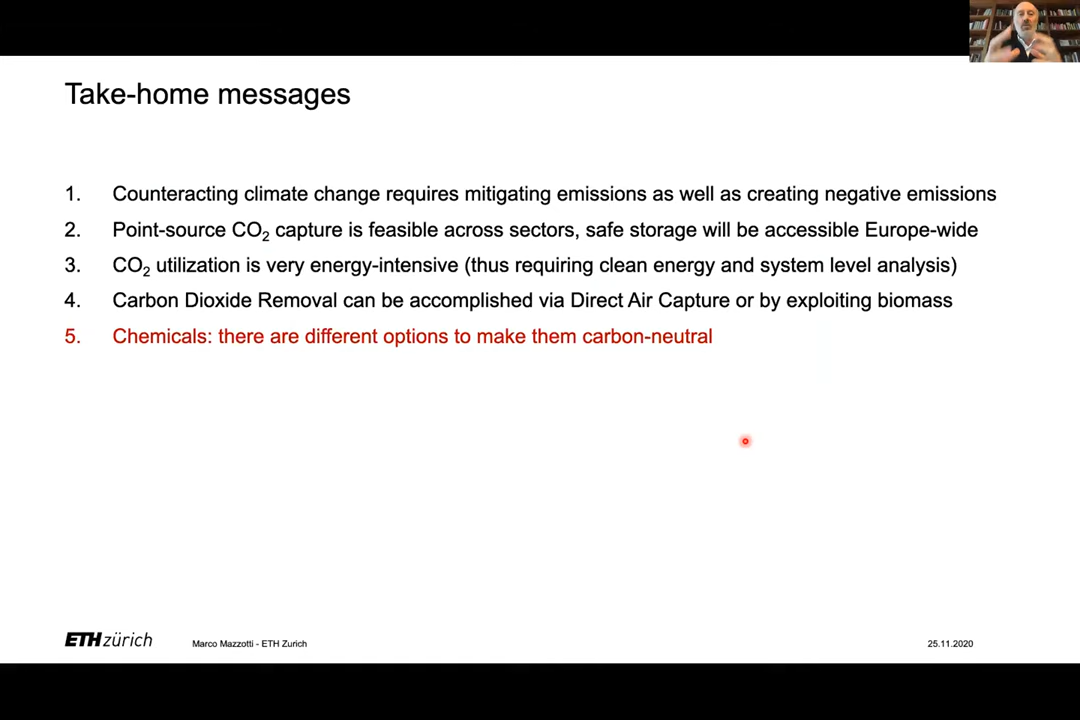 Take-home messages
1. Counteracting climate change requires mitigating emissions as well as creating negative emissions
2. Point-source CO₂ capture is feasible across sectors, safe storage will be accessible Europe-wide
3. CO₂ utilization is very energy-intensive (thus requiring clean energy and system level analysis)
4. Carbon Dioxide Removal can be accomplished via Direct Air Capture or by exploiting biomass
5. Chemicals: there are different options to make them carbon-neutral
ETH zürich Marco Mazzotti - ETH Zurich 25.11.2020